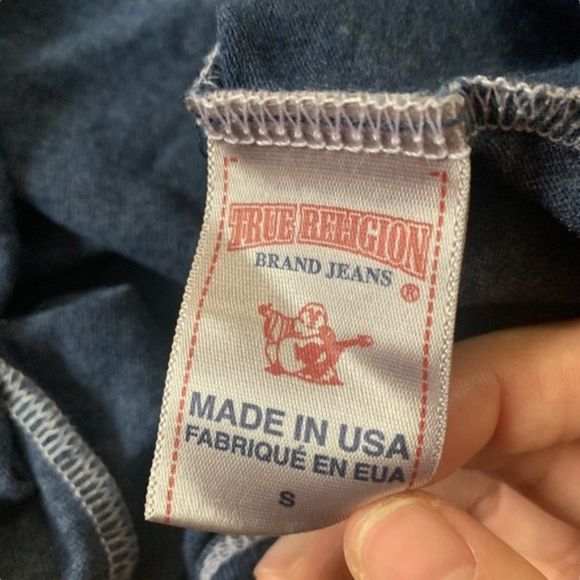 TRUE RELIGION
BRAND JEANS
®
MADE IN USA
FABRIQUÉ EN EUA
S